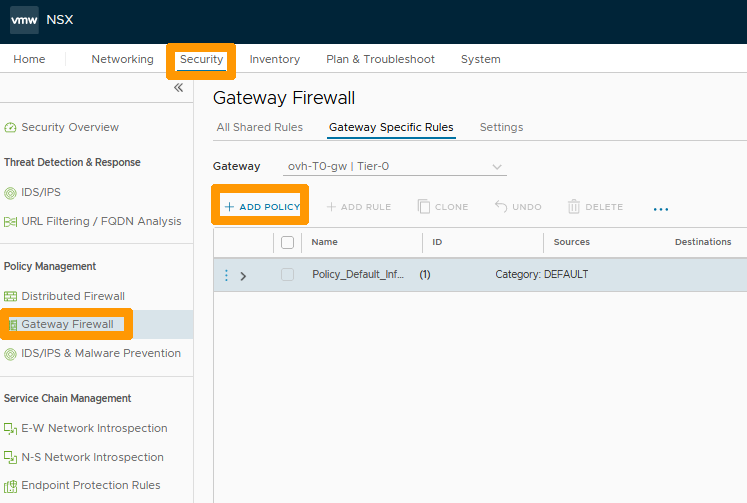 vmw NSX
Home Networking Security Inventory Plan & Troubleshoot System
Security Overview
Threat Detection & Response
IDS/IPS
URL Filtering / FQDN Analysis
Policy Management
Distributed Firewall
Gateway Firewall
IDS/IPS & Malware Prevention
Service Chain Management
E-W Network Introspection
N-S Network Introspection
Endpoint Protection Rules
Gateway Firewall
All Shared Rules Gateway Specific Rules Settings
Gateway ovh-T0-gw | Tier-0
+ ADD POLICY + ADD RULE CLONE UNDO DELETE ...
Name ID Sources Destinations
Policy_Default_Inf... (1) Category: DEFAULT